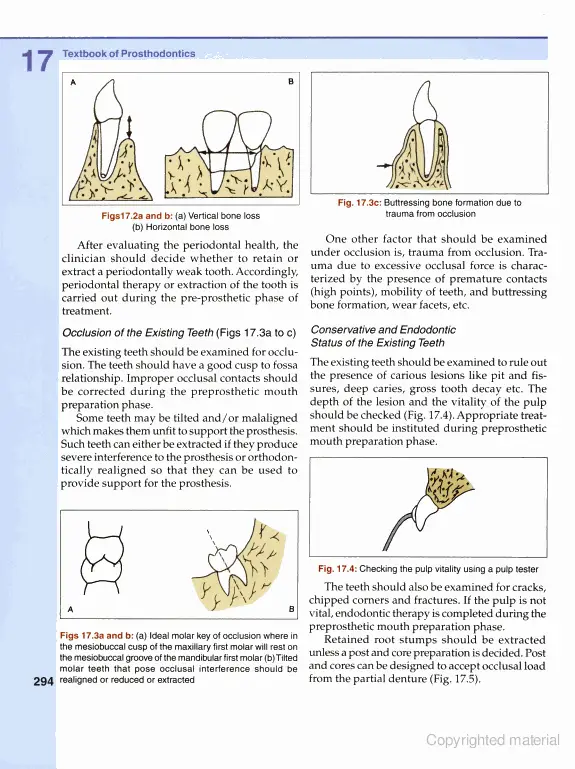 17
Textbook of Prosthodontics
A
B
Figs17.2a and b: (a) Vertical bone loss
(b) Horizontal bone loss
After evaluating the periodontal health, the
clinician should decide whether to retain or
extract a periodontally weak tooth. Accordingly,
periodontal therapy or extraction of the tooth is
carried out during the pre-prosthetic phase of
treatment.
Occlusion of the Existing Teeth (Figs 17.3a to c)
The existing teeth should be examined for occlu-
sion. The teeth should have a good cusp to fossa
relationship. Improper occlusal contacts should
be corrected during the preprosthetic mouth
preparation phase.
Some teeth may be tilted and/or malaligned
which makes them unfit to support the prosthesis.
Such teeth can either be extracted if they produce
severe interference to the prosthesis or orthodon-
tically realigned so that they can be used to
provide support for the prosthesis.
A
B
Figs 17.3a and b: (a) Ideal molar key of occlusion where in
the mesiobuccal cusp of the maxillary first molar will rest on
the mesiobuccal groove of the mandibular first molar (b) Tilted
molar teeth that pose occlusal interference should be
realigned or reduced or extracted
294
Fig. 17.3c: Buttressing bone formation due to
trauma from occlusion
One other factor that should be examined
under occlusion is, trauma from occlusion. Tra-
uma due to excessive occlusal force is charac-
terized by the presence of premature contacts
(high points), mobility of teeth, and buttressing
bone formation, wear facets, etc.
Conservative and Endodontic
Status of the Existing Teeth
The existing teeth should be examined to rule out
the presence of carious lesions like pit and fis-
sures, deep caries, gross tooth decay etc. The
depth of the lesion and the vitality of the pulp
should be checked (Fig. 17.4). Appropriate treat-
ment should be instituted during preprosthetic
mouth preparation phase.
Fig. 17.4: Checking the pulp vitality using a pulp tester
The teeth should also be examined for cracks,
chipped corners and fractures. If the pulp is not
vital, endodontic therapy is completed during the
preprosthetic mouth preparation phase.
Retained root stumps should be extracted
unless a post and core preparation is decided. Post
and cores can be designed to accept occlusal load
from the partial denture (Fig. 17.5).
Copyrighted material